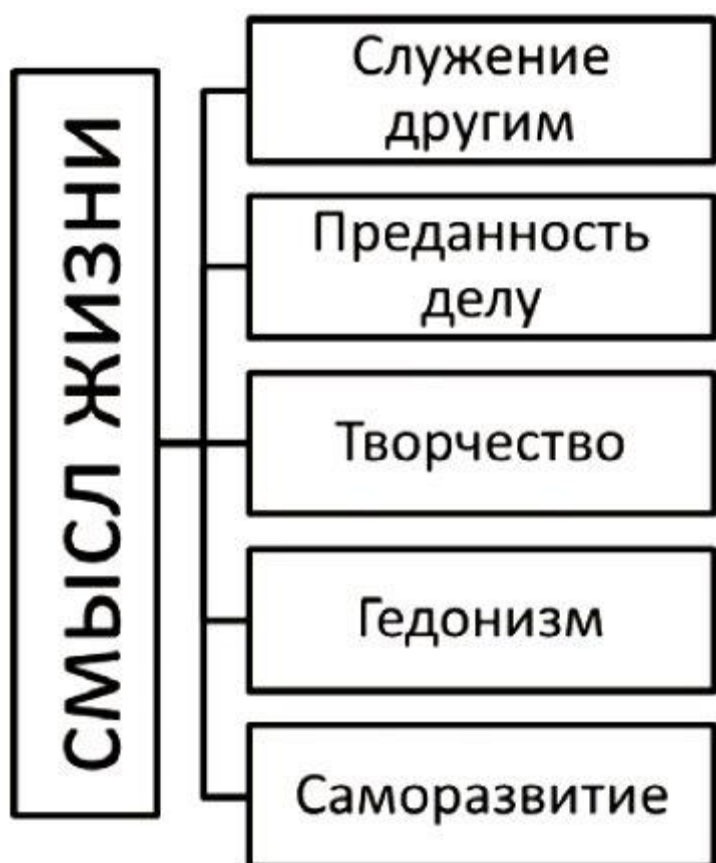 СМЫСЛ ЖИЗНИ
Служение
другим
Преданность
делу
Творчество
Гедонизм
Саморазвитие